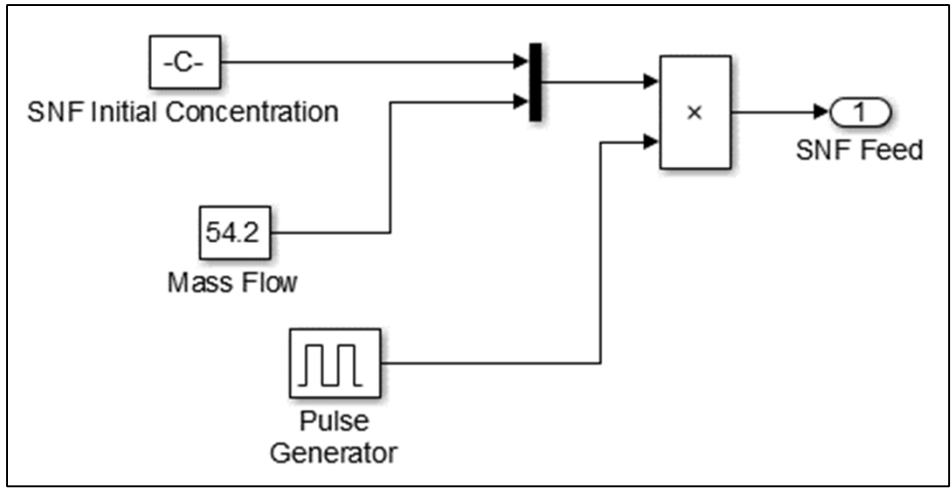 -C-
SNF Initial Concentration
54.2
Mass Flow
Pulse
Generator
×
1
SNF Feed